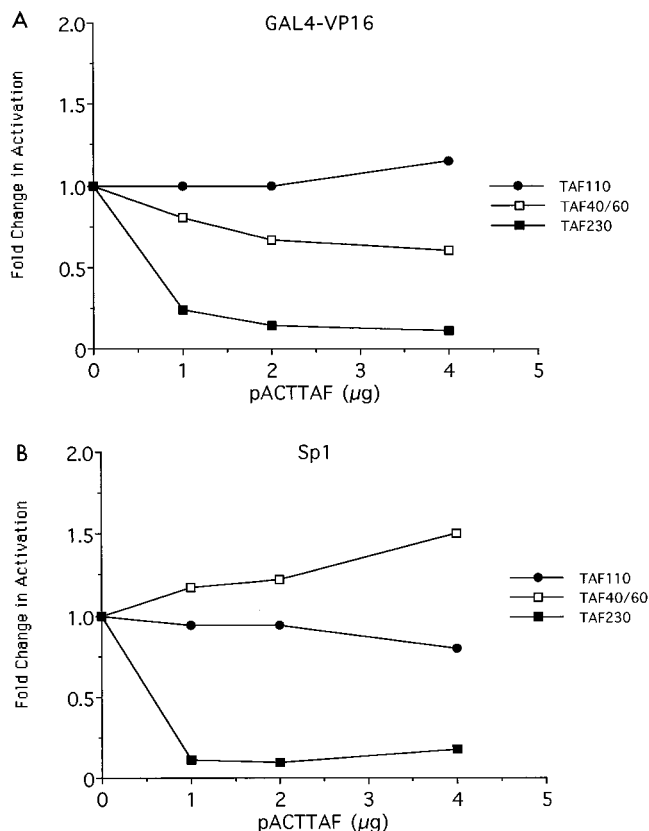 A
GAL4-VP16
2.0
1.5
1.0
0.5
0
Fold Change in Activation
0 1 2 3 4 5
pACTTAF (µg)
TAF110
TAF40/60
TAF230
B
Sp1
2.0
1.5
1.0
0.5
0
Fold Change in Activation
0 1 2 3 4 5
pACTTAF (µg)
TAF110
TAF40/60
TAF230